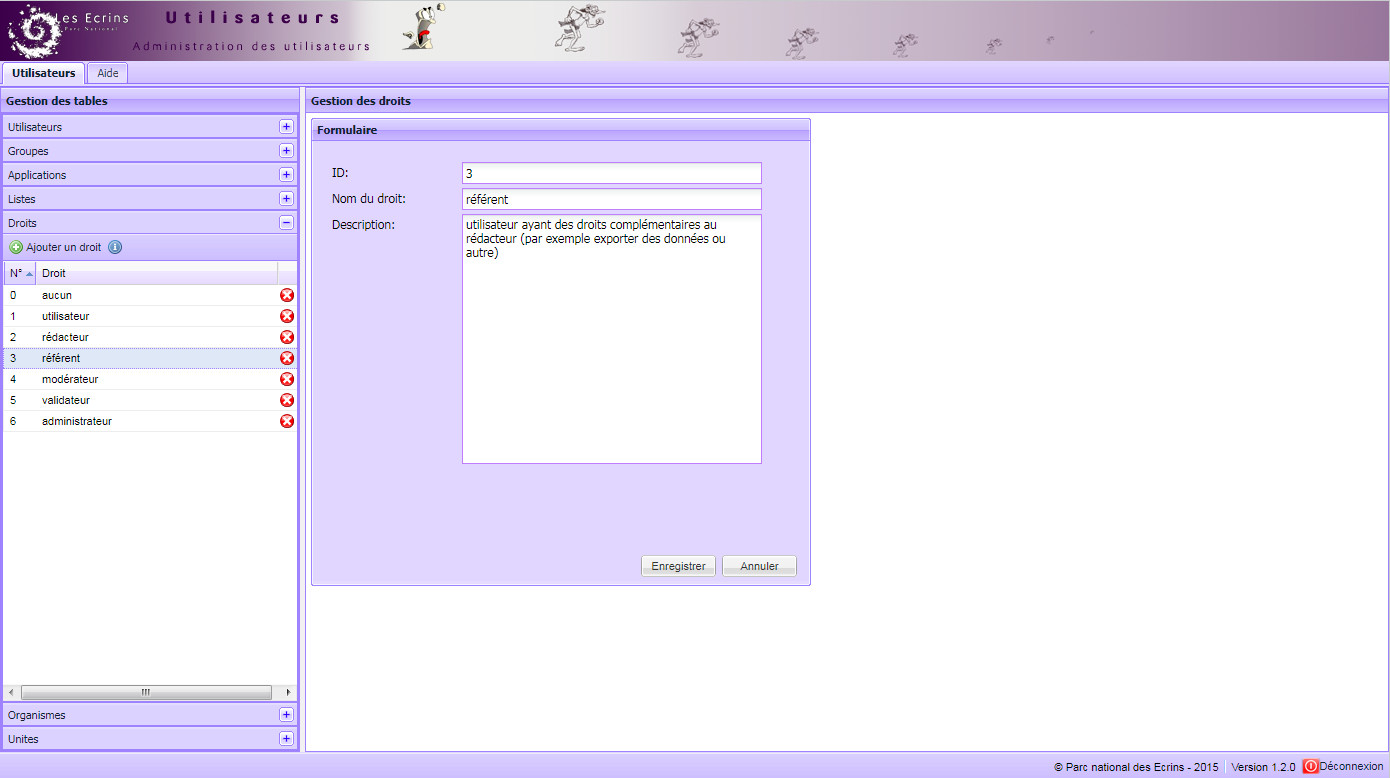 Les Ecrins
Parc National
Utilisateurs
Administration des utilisateurs
Utilisateurs
Aide
Gestion des tables
Utilisateurs
Groupes
Applications
Listes
Droits
Ajouter un droit
N° Droit
0 aucun
1 utilisateur
2 rédacteur
3 référent
4 modérateur
5 validateur
6 administrateur
Organismes
Unites
Gestion des droits
Formulaire
ID: 3
Nom du droit: référent
Description: utilisateur ayant des droits complémentaires au
rédacteur (par exemple exporter des données ou
autre)
Enregistrer Annuler
© Parc national des Ecrins - 2015 Version 1.2.0 Déconnexion